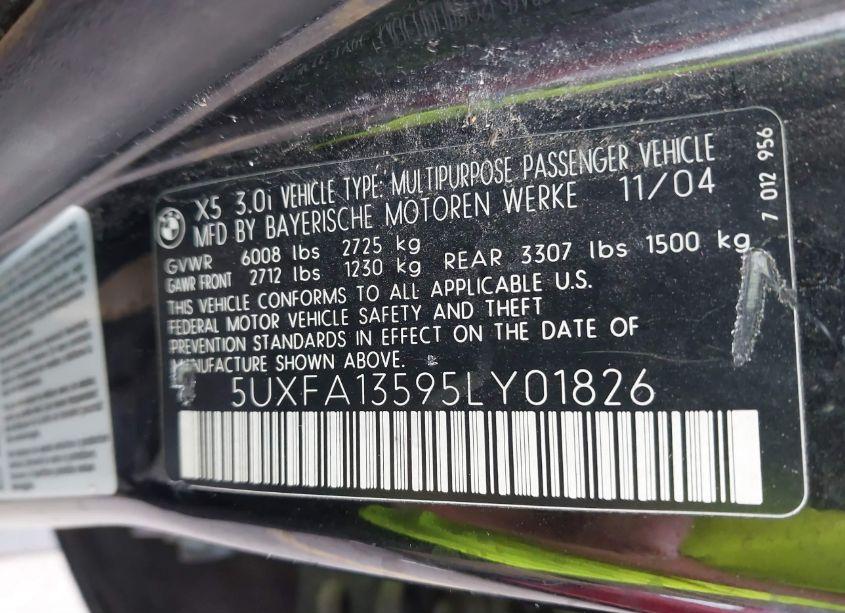 X5 3.0i VEHICLE TYPE: MULTIPURPOSE PASSENGER VEHICLE
MFD BY BAYERISCHE MOTOREN WERKE 11/04
GVWR 6008 lbs 2725 kg
GAWR FRONT 2712 lbs 1230 kg REAR 3307 lbs 1500 kg
THIS VEHICLE CONFORMS TO ALL APPLICABLE U.S.
FEDERAL MOTOR VEHICLE SAFETY AND THEFT
PREVENTION STANDARDS IN EFFECT ON THE DATE OF
MANUFACTURE SHOWN ABOVE.
5UXFA13595LY01826
7 012 956